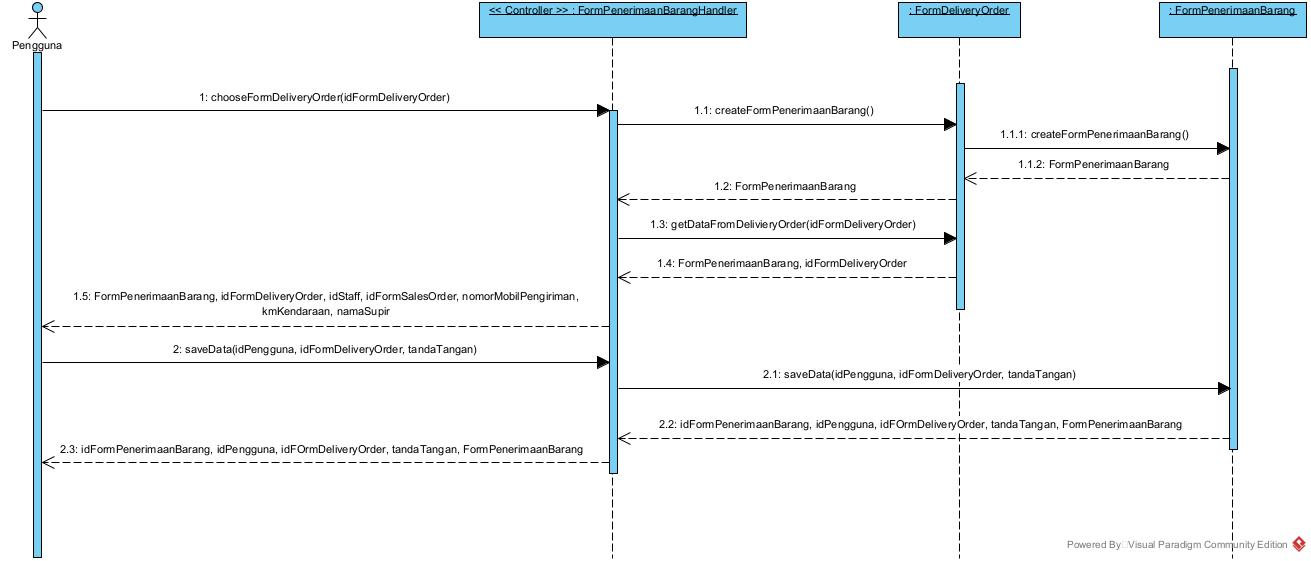 << Controller >> : FormPenerimaanBarangHandler
: FormDeliveryOrder
: FormPenerimaanBarang
Pengguna
1: chooseFormDeliveryOrder(idFormDeliveryOrder)
1.1: createFormPenerimaanBarang()
1.1.1: createFormPenerimaanBarang()
1.1.2: FormPenerimaanBarang
1.2: FormPenerimaanBarang
1.3: getDataFromDelivieryOrder(idFormDeliveryOrder)
1.4: FormPenerimaanBarang, idFormDeliveryOrder
1.5: FormPenerimaanBarang, idFormDeliveryOrder, idStaff, idFormSalesOrder, nomorMobilPengiriman,
kmKendaraan, namaSupir
2: saveData(idPengguna, idFormDeliveryOrder, tandaTangan)
2.1: saveData(idPengguna, idFormDeliveryOrder, tandaTangan)
2.2: idFormPenerimaanBarang, idPengguna, idFOrmDeliveryOrder, tandaTangan, FormPenerimaanBarang
2.3: idFormPenerimaanBarang, idPengguna, idFOrmDeliveryOrder, tandaTangan, FormPenerimaanBarang
Powered By Visual Paradigm Community Edition